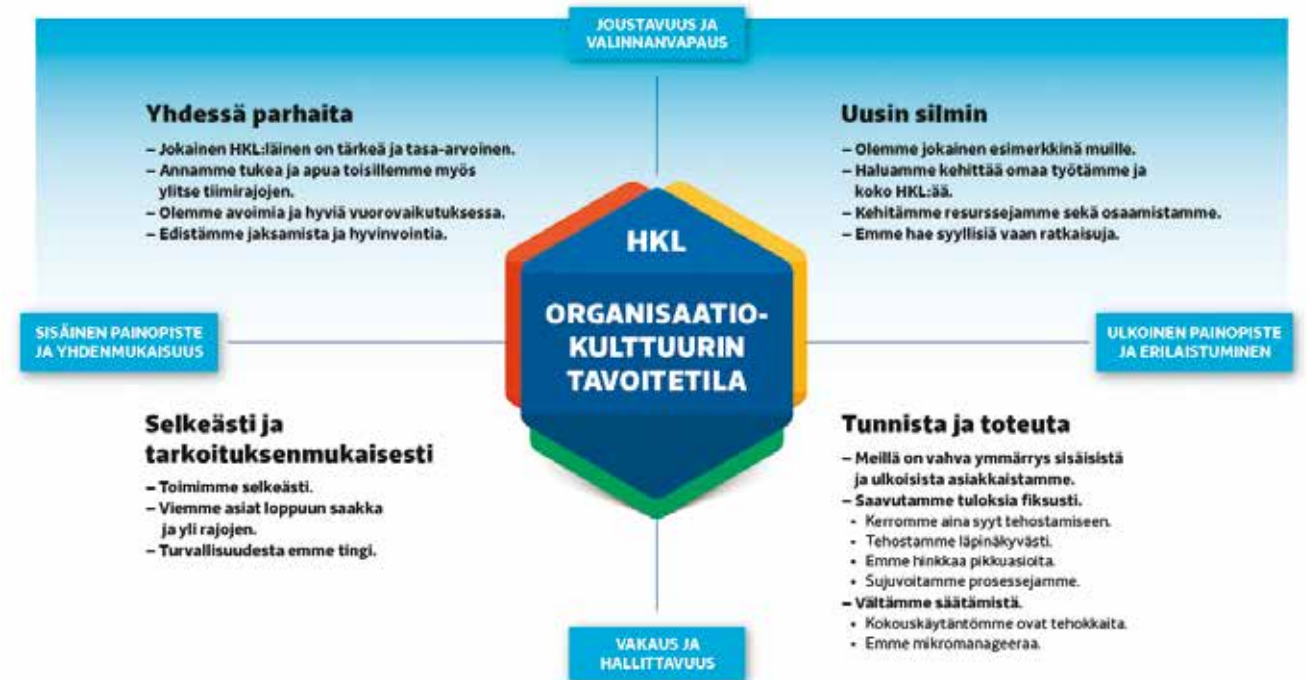 JOUSTAVUUS JA
VALINNANVAPAUS
Yhdessä parhaita
– Jokainen HKL:läinen on tärkeä ja tasa-arvoinen.
– Annamme tukea ja apua toisillemme myös
ylitse tiimirajojen.
– Olemme avoimia ja hyviä vuorovaikutuksessa.
– Edistämme jaksamista ja hyvinvointia.
Uusin silmin
– Olemme jokainen esimerkkinä muille.
– Haluamme kehittää omaa työtämme ja
koko HKL:ää.
– Kehitämme resurssejamme sekä osaamistamme.
– Emme hae syyllisiä vaan ratkaisuja.
HKL
ORGANISAATIO-
KULTTUURIN
TAVOITETILA
SISÄINEN PAINOPISTE
JA YHDENMUKAISUUS
ULKOINEN PAINOPISTE
JA ERILAISTUMINEN
Selkeästi ja
tarkoituksenmukaisesti
– Toimimme selkeästi.
– Viemme asiat loppuun saakka
ja yli rajojen.
– Turvallisuudesta emme tingi.
Tunnista ja toteuta
– Meillä on vahva ymmärrys sisäisistä
ja ulkoisista asiakkaistamme.
– Saavutamme tuloksia fiksusti.
• Kerromme aina syyt tehostamiseen.
• Tehostamme läpinäkyvästi.
• Emme hinkkaa pikkuasioita.
• Sujuvoitamme prosessejamme.
– Vältämme säätämistä.
• Kokouskäytäntömme ovat tehokkaita.
• Emme mikromanageeraa.
VAKAUS JA
HALLITTAVUUS